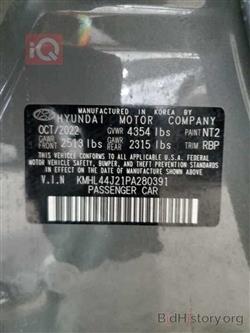 iQ
MANUFACTURED IN KOREA BY
HYUNDAI MOTOR COMPANY
OCT/2022 GVWR 4354 lbs PAINT NT2
GAWR FRONT 2513 lbs GAWR REAR 2315 lbs TRIM RBP
THIS VEHICLE CONFORMS TO ALL APPLICABLE FEDERAL
MOTOR VEHICLE SAFETY, BUMPER, AND THEFT PREVENTION
STANDARDS IN EFFECT ON THE DATE OF MANUFACTURE
SHOWN ABOVE.
V.I.N KMHL44J21PA280391
PASSENGER CAR
BidHistory.org